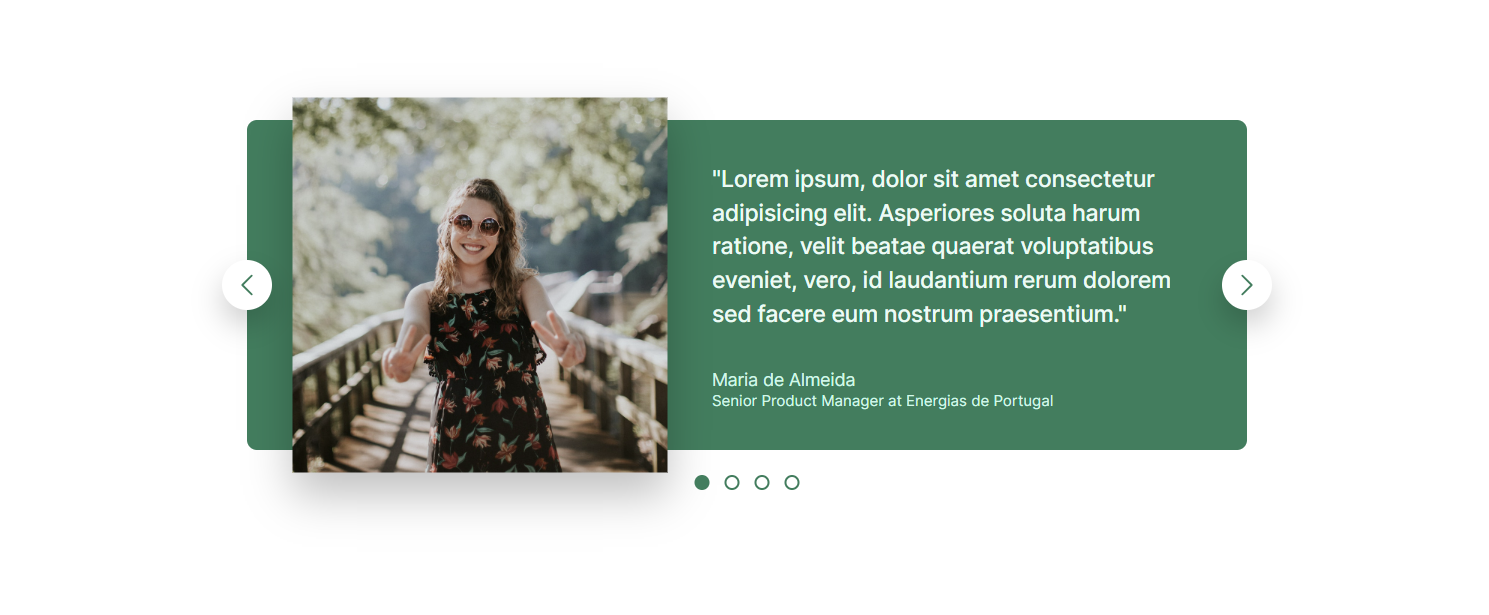 "Lorem ipsum, dolor sit amet consectetur
adipisicing elit. Asperiores soluta harum
ratione, velit beatae quaerat voluptatibus
eveniet, vero, id laudantium rerum dolorem
sed facere eum nostrum praesentium."
Maria de Almeida
Senior Product Manager at Energias de Portugal